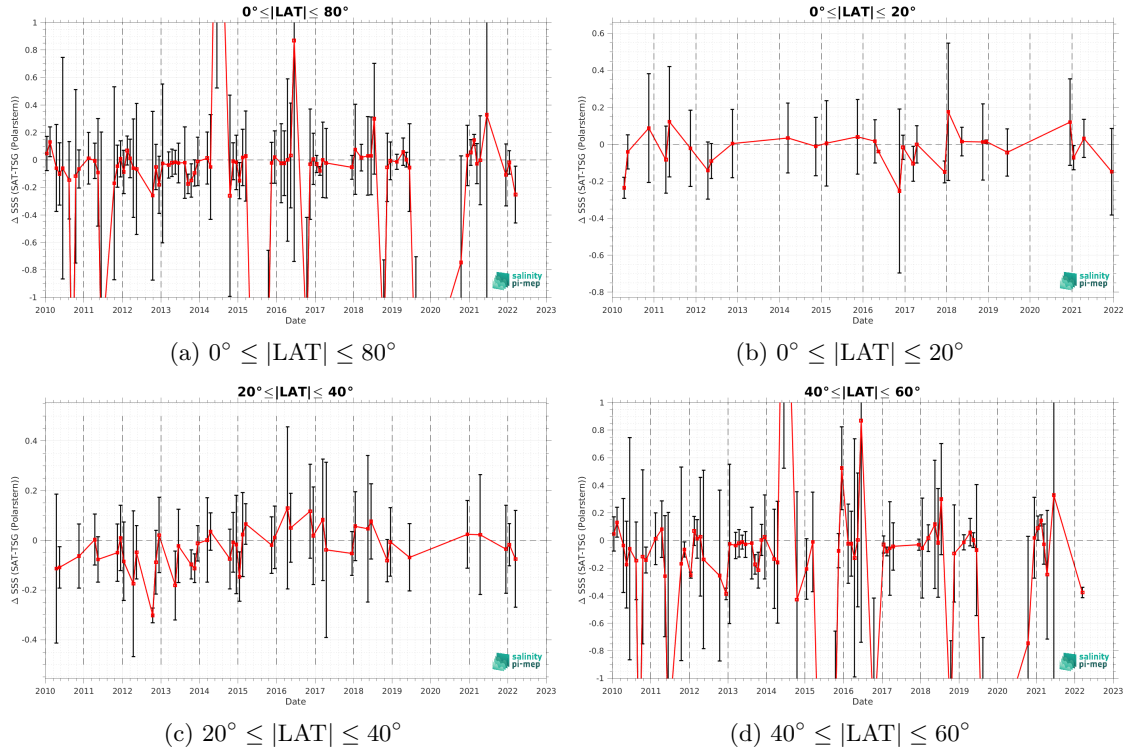 0°≤|LAT|≤ 80°
Δ SSS (SAT-TSG (Polarstern))
1
0.8
0.6
0.4
0.2
0
-0.2
-0.4
-0.6
-0.8
-1
2010 2011 2012 2013 2014 2015 2016 2017 2018 2019 2020 2021 2022 2023
Date
salinity
pi-mep
(a) 0° ≤ |LAT| ≤ 80°
0°≤|LAT|≤ 20°
Δ SSS (SAT-TSG (Polarstern))
0.6
0.4
0.2
0
-0.2
-0.4
-0.6
-0.8
2010 2011 2012 2013 2014 2015 2016 2017 2018 2019 2020 2021 2022
Date
salinity
pi-mep
(b) 0° ≤ |LAT| ≤ 20°
20°≤|LAT|≤ 40°
Δ SSS (SAT-TSG (Polarstern))
0.4
0.2
0
-0.2
-0.4
2010 2011 2012 2013 2014 2015 2016 2017 2018 2019 2020 2021 2022 2023
Date
salinity
pi-mep
(c) 20° ≤ |LAT| ≤ 40°
40°≤|LAT|≤ 60°
Δ SSS (SAT-TSG (Polarstern))
1
0.8
0.6
0.4
0.2
0
-0.2
-0.4
-0.6
-0.8
-1
2010 2011 2012 2013 2014 2015 2016 2017 2018 2019 2020 2021 2022 2023
Date
salinity
pi-mep
(d) 40° ≤ |LAT| ≤ 60°